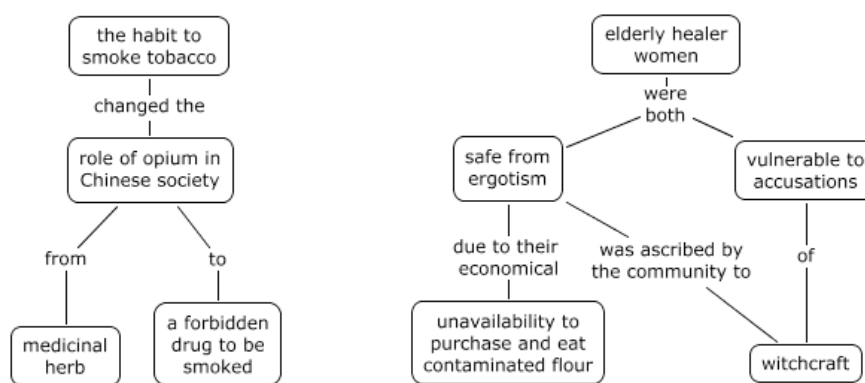 the habit to
smoke tobacco
changed the
role of opium in
Chinese society
from
to
medicinal
herb
a forbidden
drug to be
smoked
elderly healer
women
were
both
safe from
ergotism
vulnerable to
accusations
due to their
economical
was ascribed by
the community to
of
unavailability to
purchase and eat
contaminated flour
witchcraft